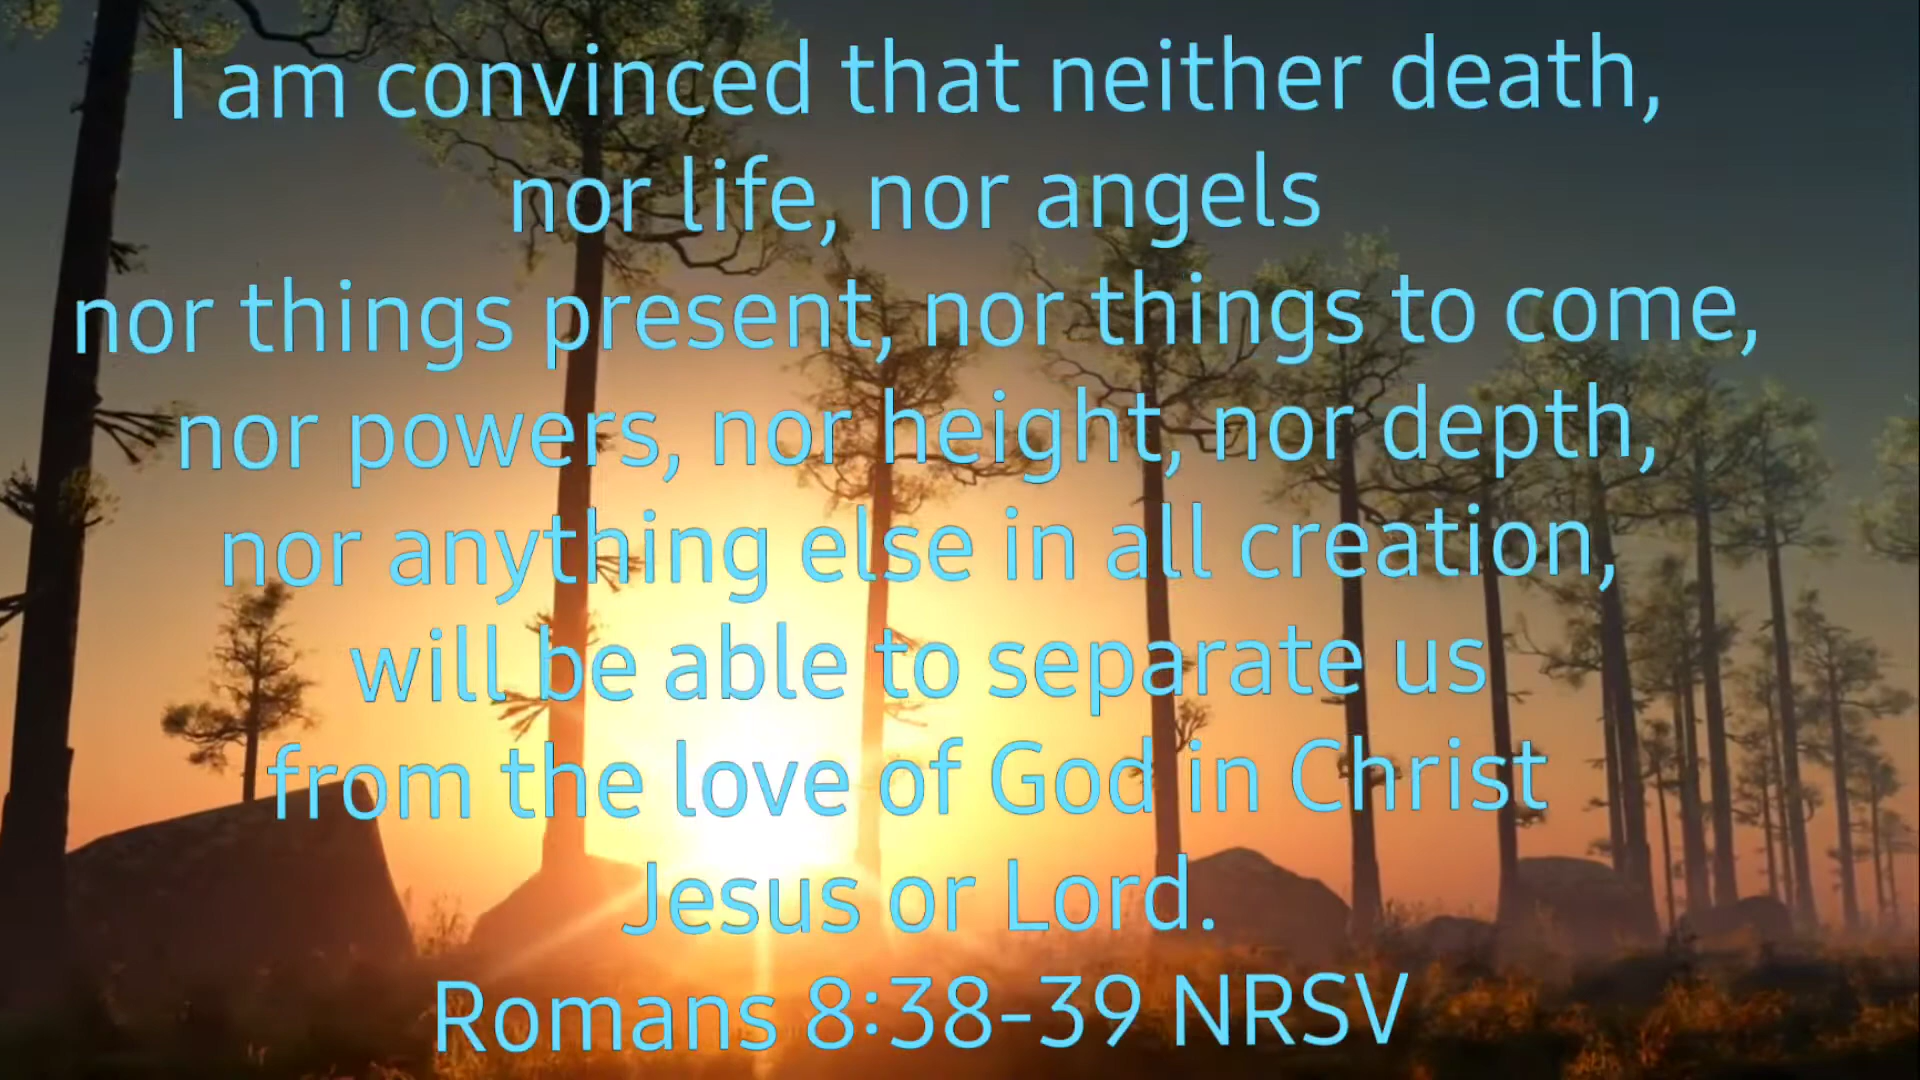 I am convinced that neither death,
nor life, nor angels
nor things present, nor things to come,
nor powers, nor height, nor depth,
nor anything else in all creation,
will be able to separate us
from the love of God in Christ
Jesus or Lord.
Romans 8:38-39 NRSV